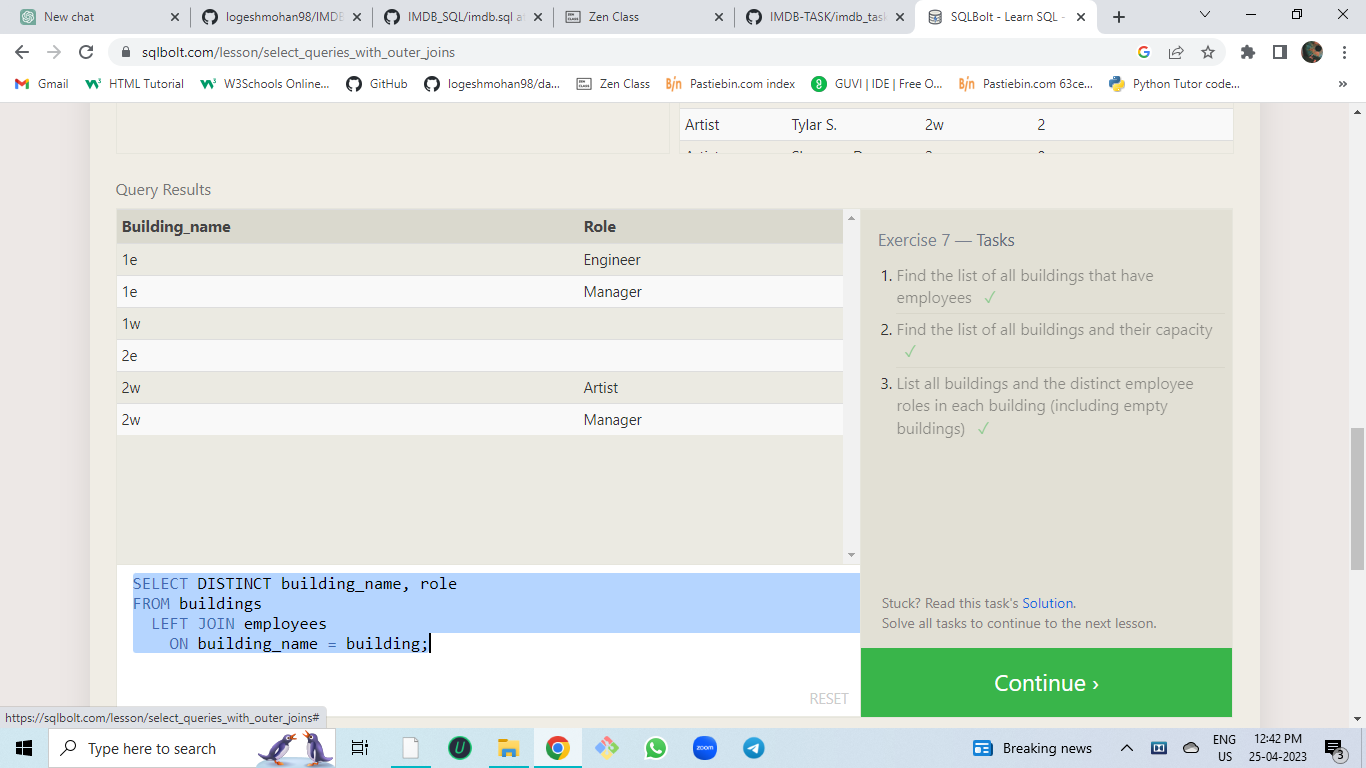 New chat
logeshmohan98/IMDB
IMDB_SQL/imdb.sql at
Zen Class
IMDB-TASK/imdb_task
SQLBolt - Learn SQL -
sqlbolt.com/lesson/select_queries_with_outer_joins
Gmail
HTML Tutorial
W3Schools Online...
GitHub
logeshmohan98/da...
Zen Class
Pastiebin.com index
GUVI | IDE | Free O...
Pastiebin.com 63ce...
Python Tutor code...
»
Artist Tylar S. 2w 2
Query Results
Building_name Role
1e Engineer
1e Manager
1w
2e
2w Artist
2w Manager
Exercise 7 — Tasks
1. Find the list of all buildings that have
employees ✓
2. Find the list of all buildings and their capacity
✓
3. List all buildings and the distinct employee
roles in each building (including empty
buildings) ✓
SELECT DISTINCT building_name, role
FROM buildings
LEFT JOIN employees
ON building_name = building;
RESET
Stuck? Read this task's Solution.
Solve all tasks to continue to the next lesson.
Continue ›
https://sqlbolt.com/lesson/select_queries_with_outer_joins#
Type here to search
zoom
Breaking news
ENG
US
12:42 PM
25-04-2023
3